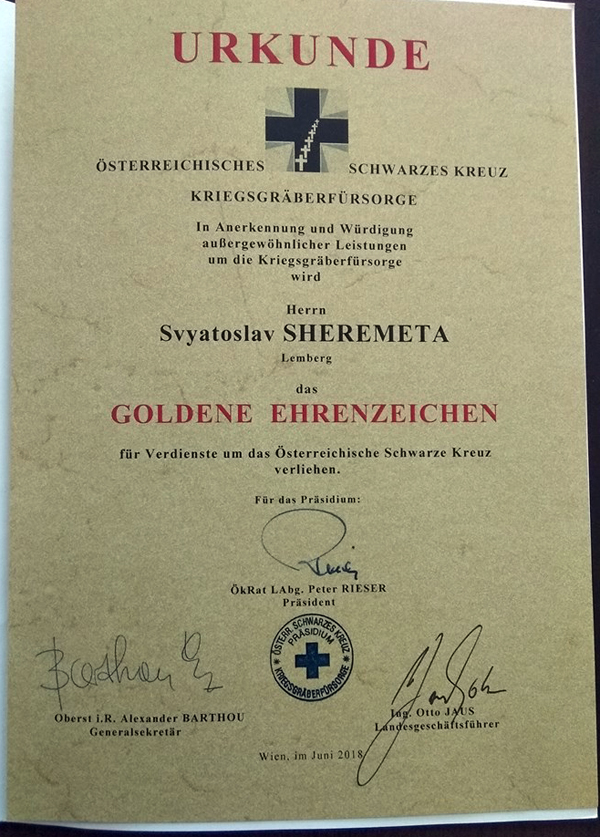 URKUNDE
ÖSTERREICHISCHES SCHWARZES KREUZ
KRIEGSGRÄBERFÜRSORGE
In Anerkennung und Würdigung
außergewöhnlicher Leistungen
um die Kriegsgräberfürsorge
wird
Herrn
Svyatoslav SHEREMETA
Lemberg
das
GOLDENE EHRENZEICHEN
für Verdienste um das Österreichische Schwarze Kreuz
verliehen.
Für das Präsidium:
ÖkRat LAbg. Peter RIESER
Präsident
ÖSTERR. SCHWARZES KREUZ
PRÄSIDIUM
KRIEGSGRÄBERFÜRSORGE
Oberst i.R. Alexander BARTHOU
Generalsekretär
Ing. Otto JAUS
Landesgeschäftsführer
Wien, im Juni 2018